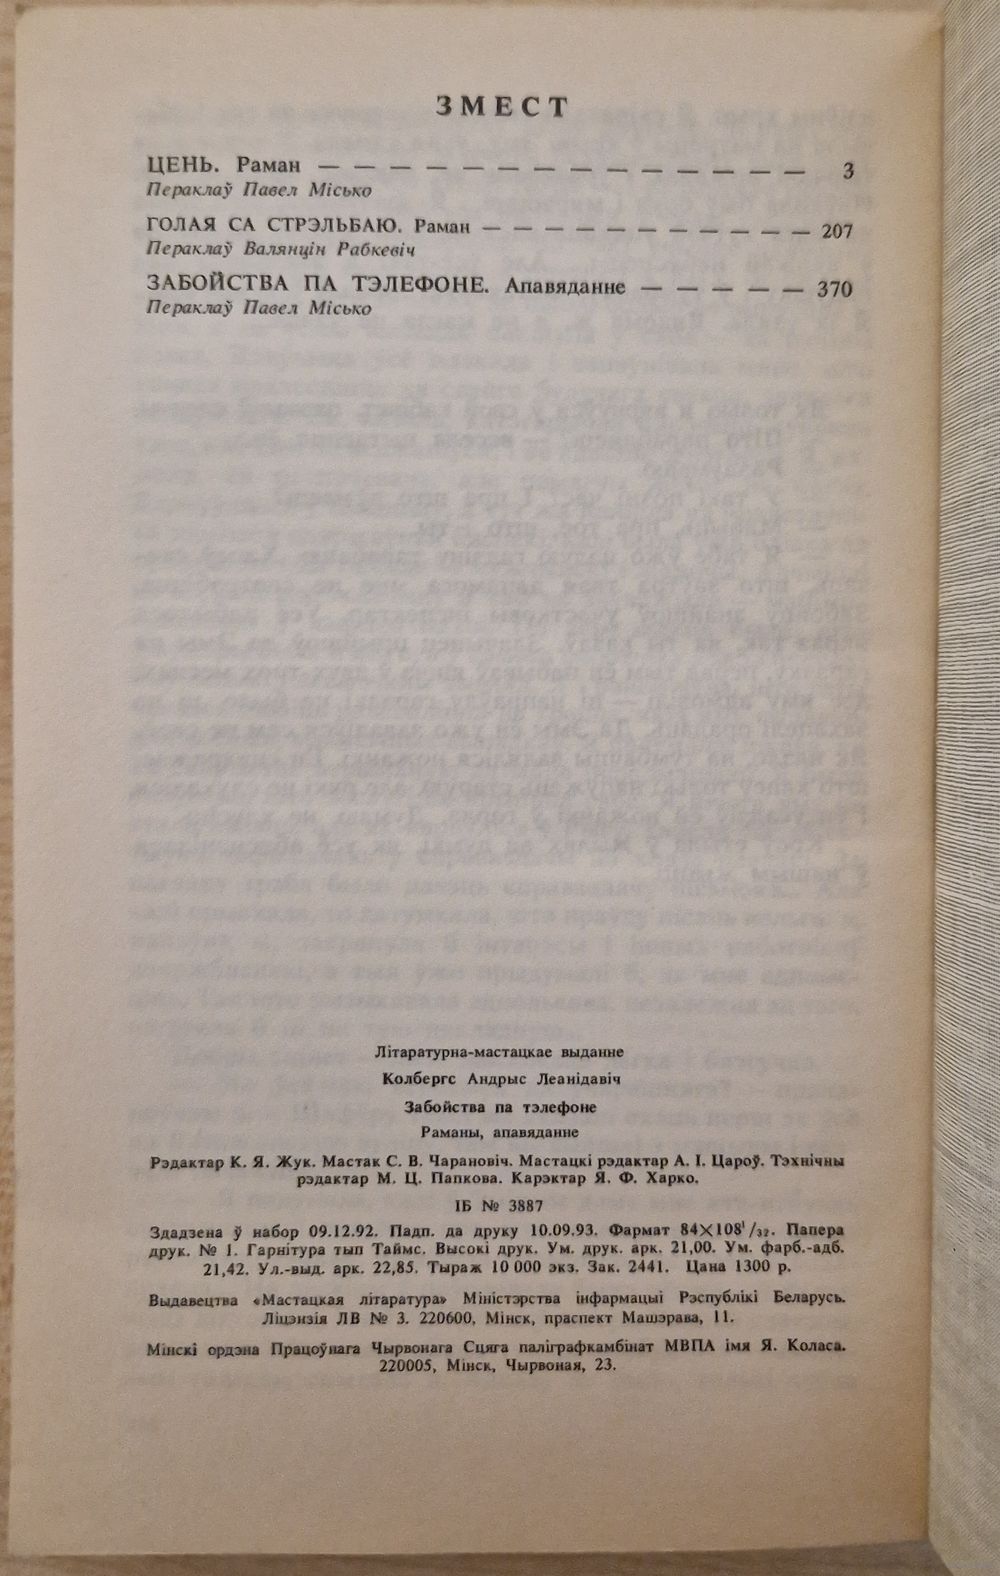 ЗМЕСТ
ЦЕНЬ. Раман — — — — — — — — — — — — — — 3
Пераклаў Павел Місько
ГОЛАЯ СА СТРЭЛЬБАЮ. Раман — — — — — — — — — — — 207
Пераклаў Валянцін Рабкевіч
ЗАБОЙСТВА ПА ТЭЛЕФОНЕ. Апавяданне — — — — — 370
Пераклаў Павел Місько
Літаратурна-мастацкае выданне
Колбергс Андрыс Леанідавіч
Забойства па тэлефоне
Раманы, апавяданне
Рэдактар К. Я. Жук. Мастак С. В. Чарановіч. Мастацкі рэдактар А. І. Цароў. Тэхнічны
рэдактар М. Ц. Папкова. Карэктар Я. Ф. Харко.
ІБ № 3887
Здадзена ў набор 09.12.92. Падп. да друку 10.09.93. Фармат 84×108¹/₃₂. Папера
друк. № 1. Гарнітура тып Таймс. Высокі друк. Ум. друк. арк. 21,00. Ум. фарб.-адб.
21,42. Ул.-выд. арк. 22,85. Тыраж 10 000 экз. Зак. 2441. Цана 1300 р.
Выдавецтва «Мастацкая літаратура» Міністэрства інфармацыі Рэспублікі Беларусь.
Ліцэнзія ЛВ № 3. 220600, Мінск, праспект Машэрава, 11.
Мінскі ордэна Працоўнага Чырвонага Сцяга паліграфкамбінат МВПА імя Я. Коласа.
220005, Мінск, Чырвоная, 23.